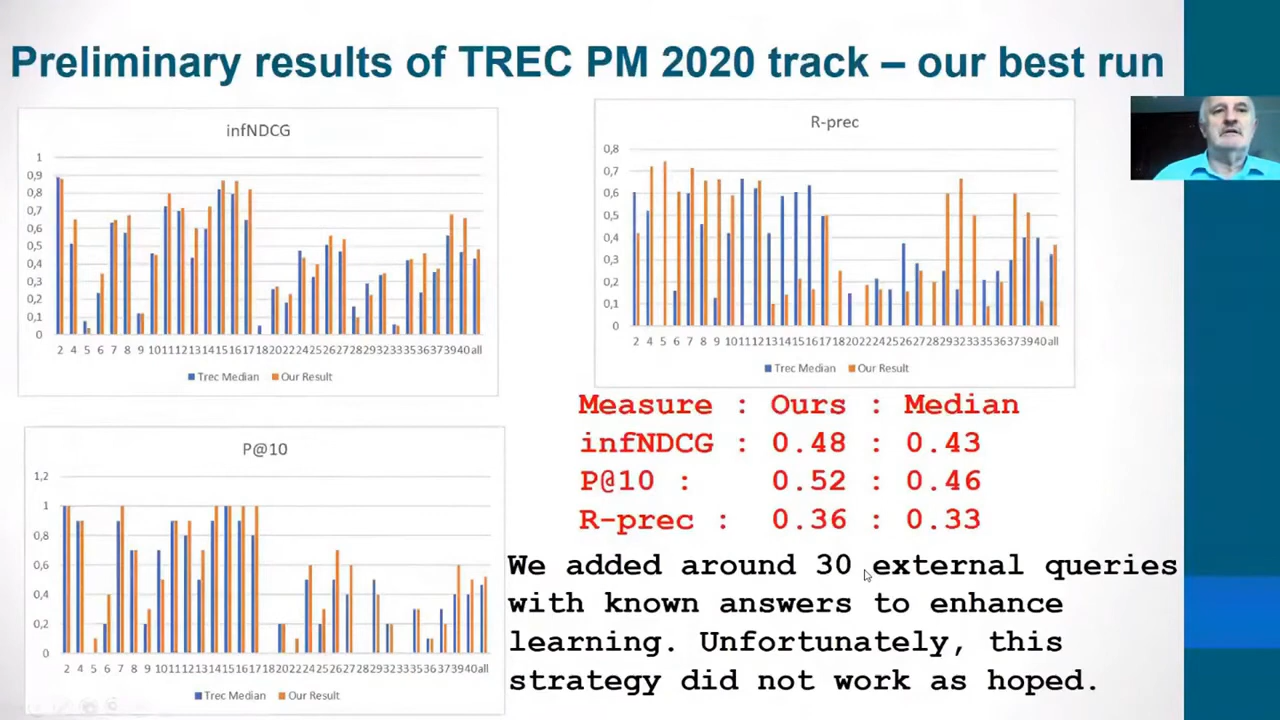 Preliminary results of TREC PM 2020 track – our best run
infNDCG
1
0,9
0,8
0,7
0,6
0,5
0,4
0,3
0,2
0,1
0
2 4 5 6 7 8 9 10 11 12 13 14 15 16 17 18 20 22 24 25 26 27 28 29 32 33 35 36 37 39 40 all
Trec Median Our Result
R-prec
0,8
0,7
0,6
0,5
0,4
0,3
0,2
0,1
0
2 4 5 6 7 8 9 10 11 12 13 14 15 16 17 18 20 22 24 25 26 27 28 29 32 33 35 36 37 39 40 all
Trec Median Our Result
Measure : Ours : Median
infNDCG : 0.48 : 0.43
P@10 : 0.52 : 0.46
R-prec : 0.36 : 0.33
P@10
1,2
1
0,8
0,6
0,4
0,2
0
2 4 5 6 7 8 9 10 11 12 13 14 15 16 17 18 20 22 24 25 26 27 28 29 32 33 35 36 37 39 40 all
Trec Median Our Result
We added around 30 external queries
with known answers to enhance
learning. Unfortunately, this
strategy did not work as hoped.